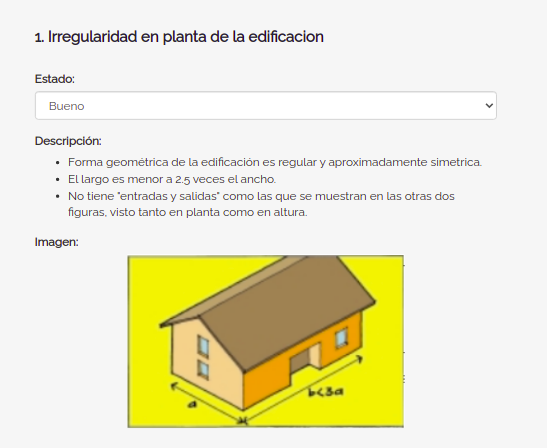 1. Irregularidad en planta de la edificacion
Estado:
Bueno
Descripción:
• Forma geométrica de la edificación es regular y aproximadamente simetrica.
• El largo es menor a 2.5 veces el ancho.
• No tiene "entradas y salidas" como las que se muestran en las otras dos
figuras, visto tanto en planta como en altura.
Imagen:
a
b<3a